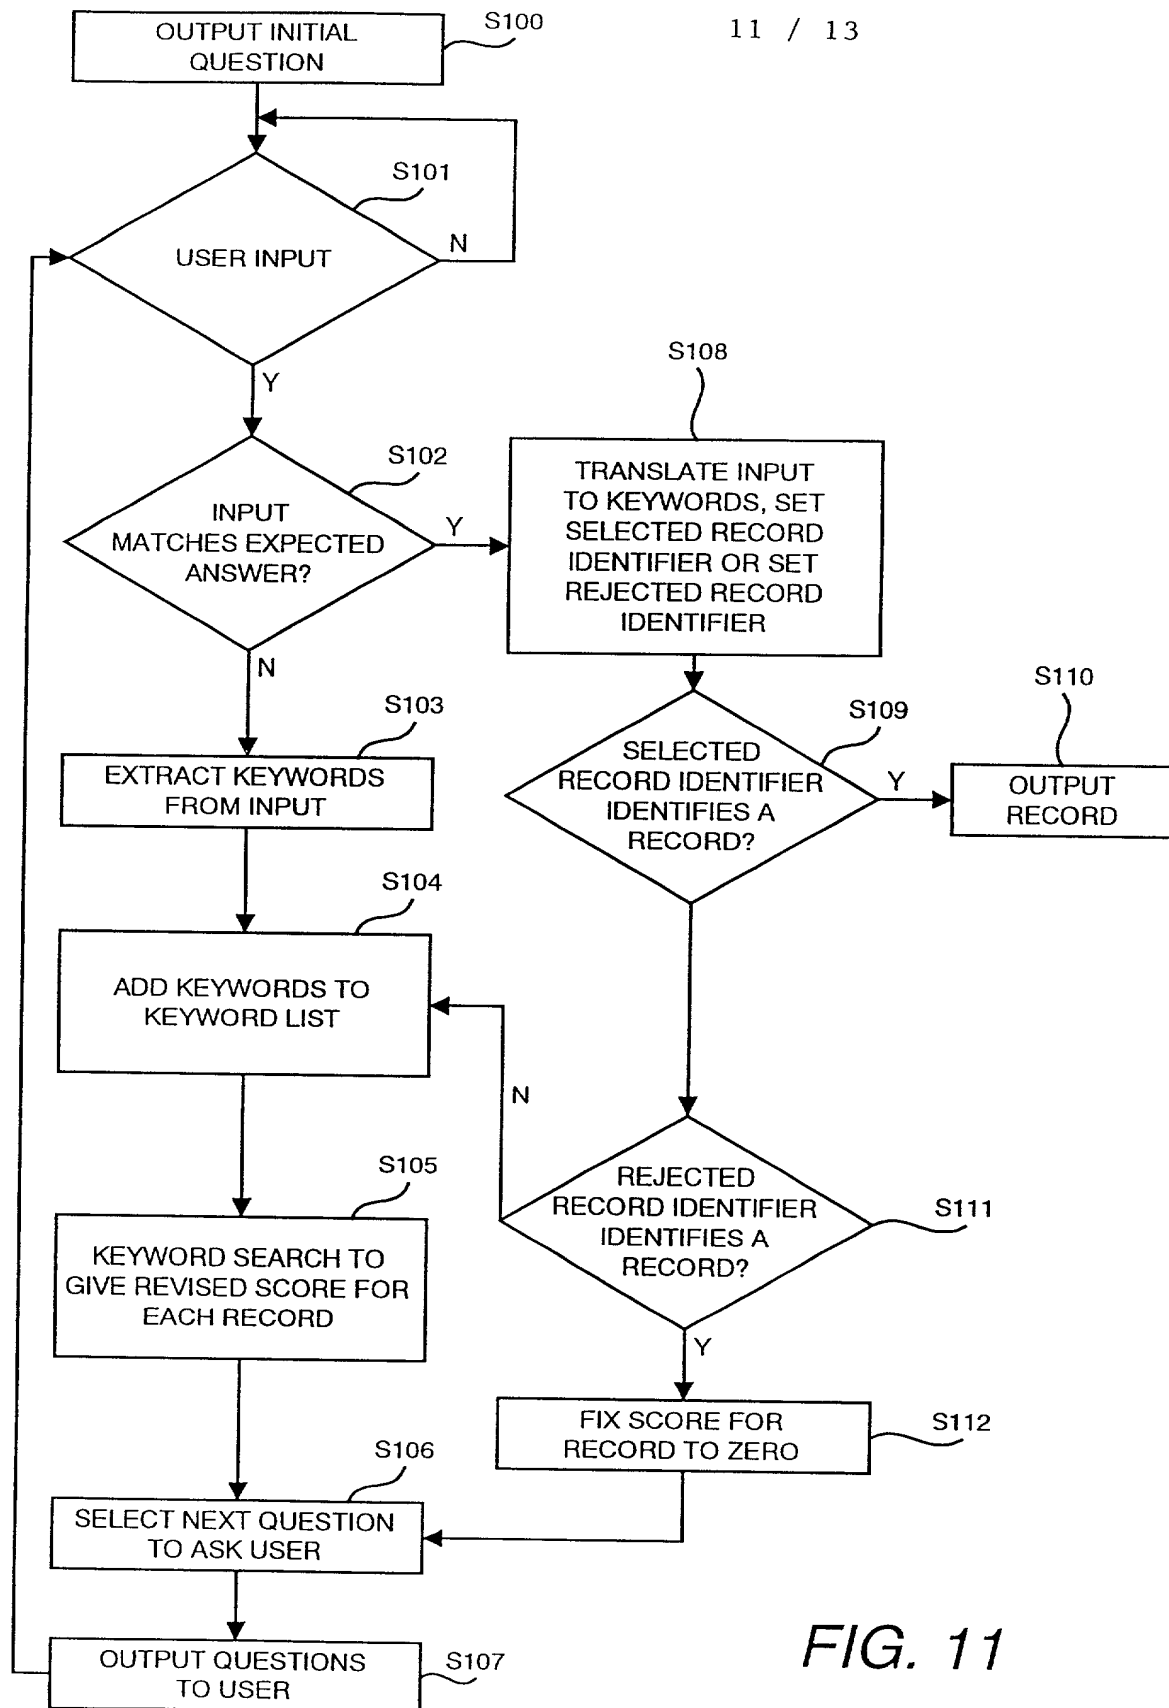 11 / 13
OUTPUT INITIAL
QUESTION
S100
S101
USER INPUT
N
Y
S102
INPUT
MATCHES EXPECTED
ANSWER?
Y
N
S108
TRANSLATE INPUT
TO KEYWORDS, SET
SELECTED RECORD
IDENTIFIER OR SET
REJECTED RECORD
IDENTIFIER
S103
EXTRACT KEYWORDS
FROM INPUT
S109
SELECTED
RECORD IDENTIFIER
IDENTIFIES A
RECORD?
Y
S110
OUTPUT
RECORD
S104
ADD KEYWORDS TO
KEYWORD LIST
N
S105
KEYWORD SEARCH TO
GIVE REVISED SCORE FOR
EACH RECORD
REJECTED
RECORD IDENTIFIER
IDENTIFIES A
RECORD?
S111
Y
FIX SCORE FOR
RECORD TO ZERO
S112
S106
SELECT NEXT QUESTION
TO ASK USER
OUTPUT QUESTIONS
TO USER
S107
FIG. 11